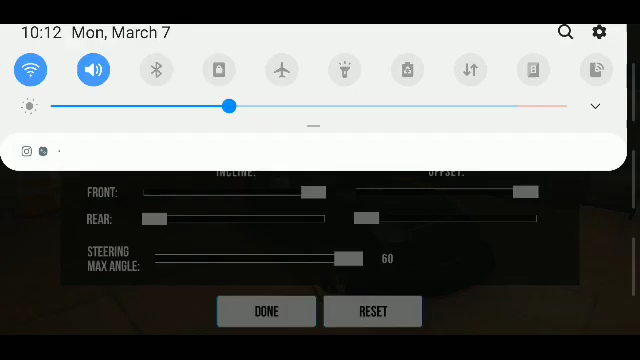 10:12 Mon, March 7
INCLINE: OFFSET:
FRONT:
REAR:
STEERING
MAX ANGLE: 60
DONE RESET